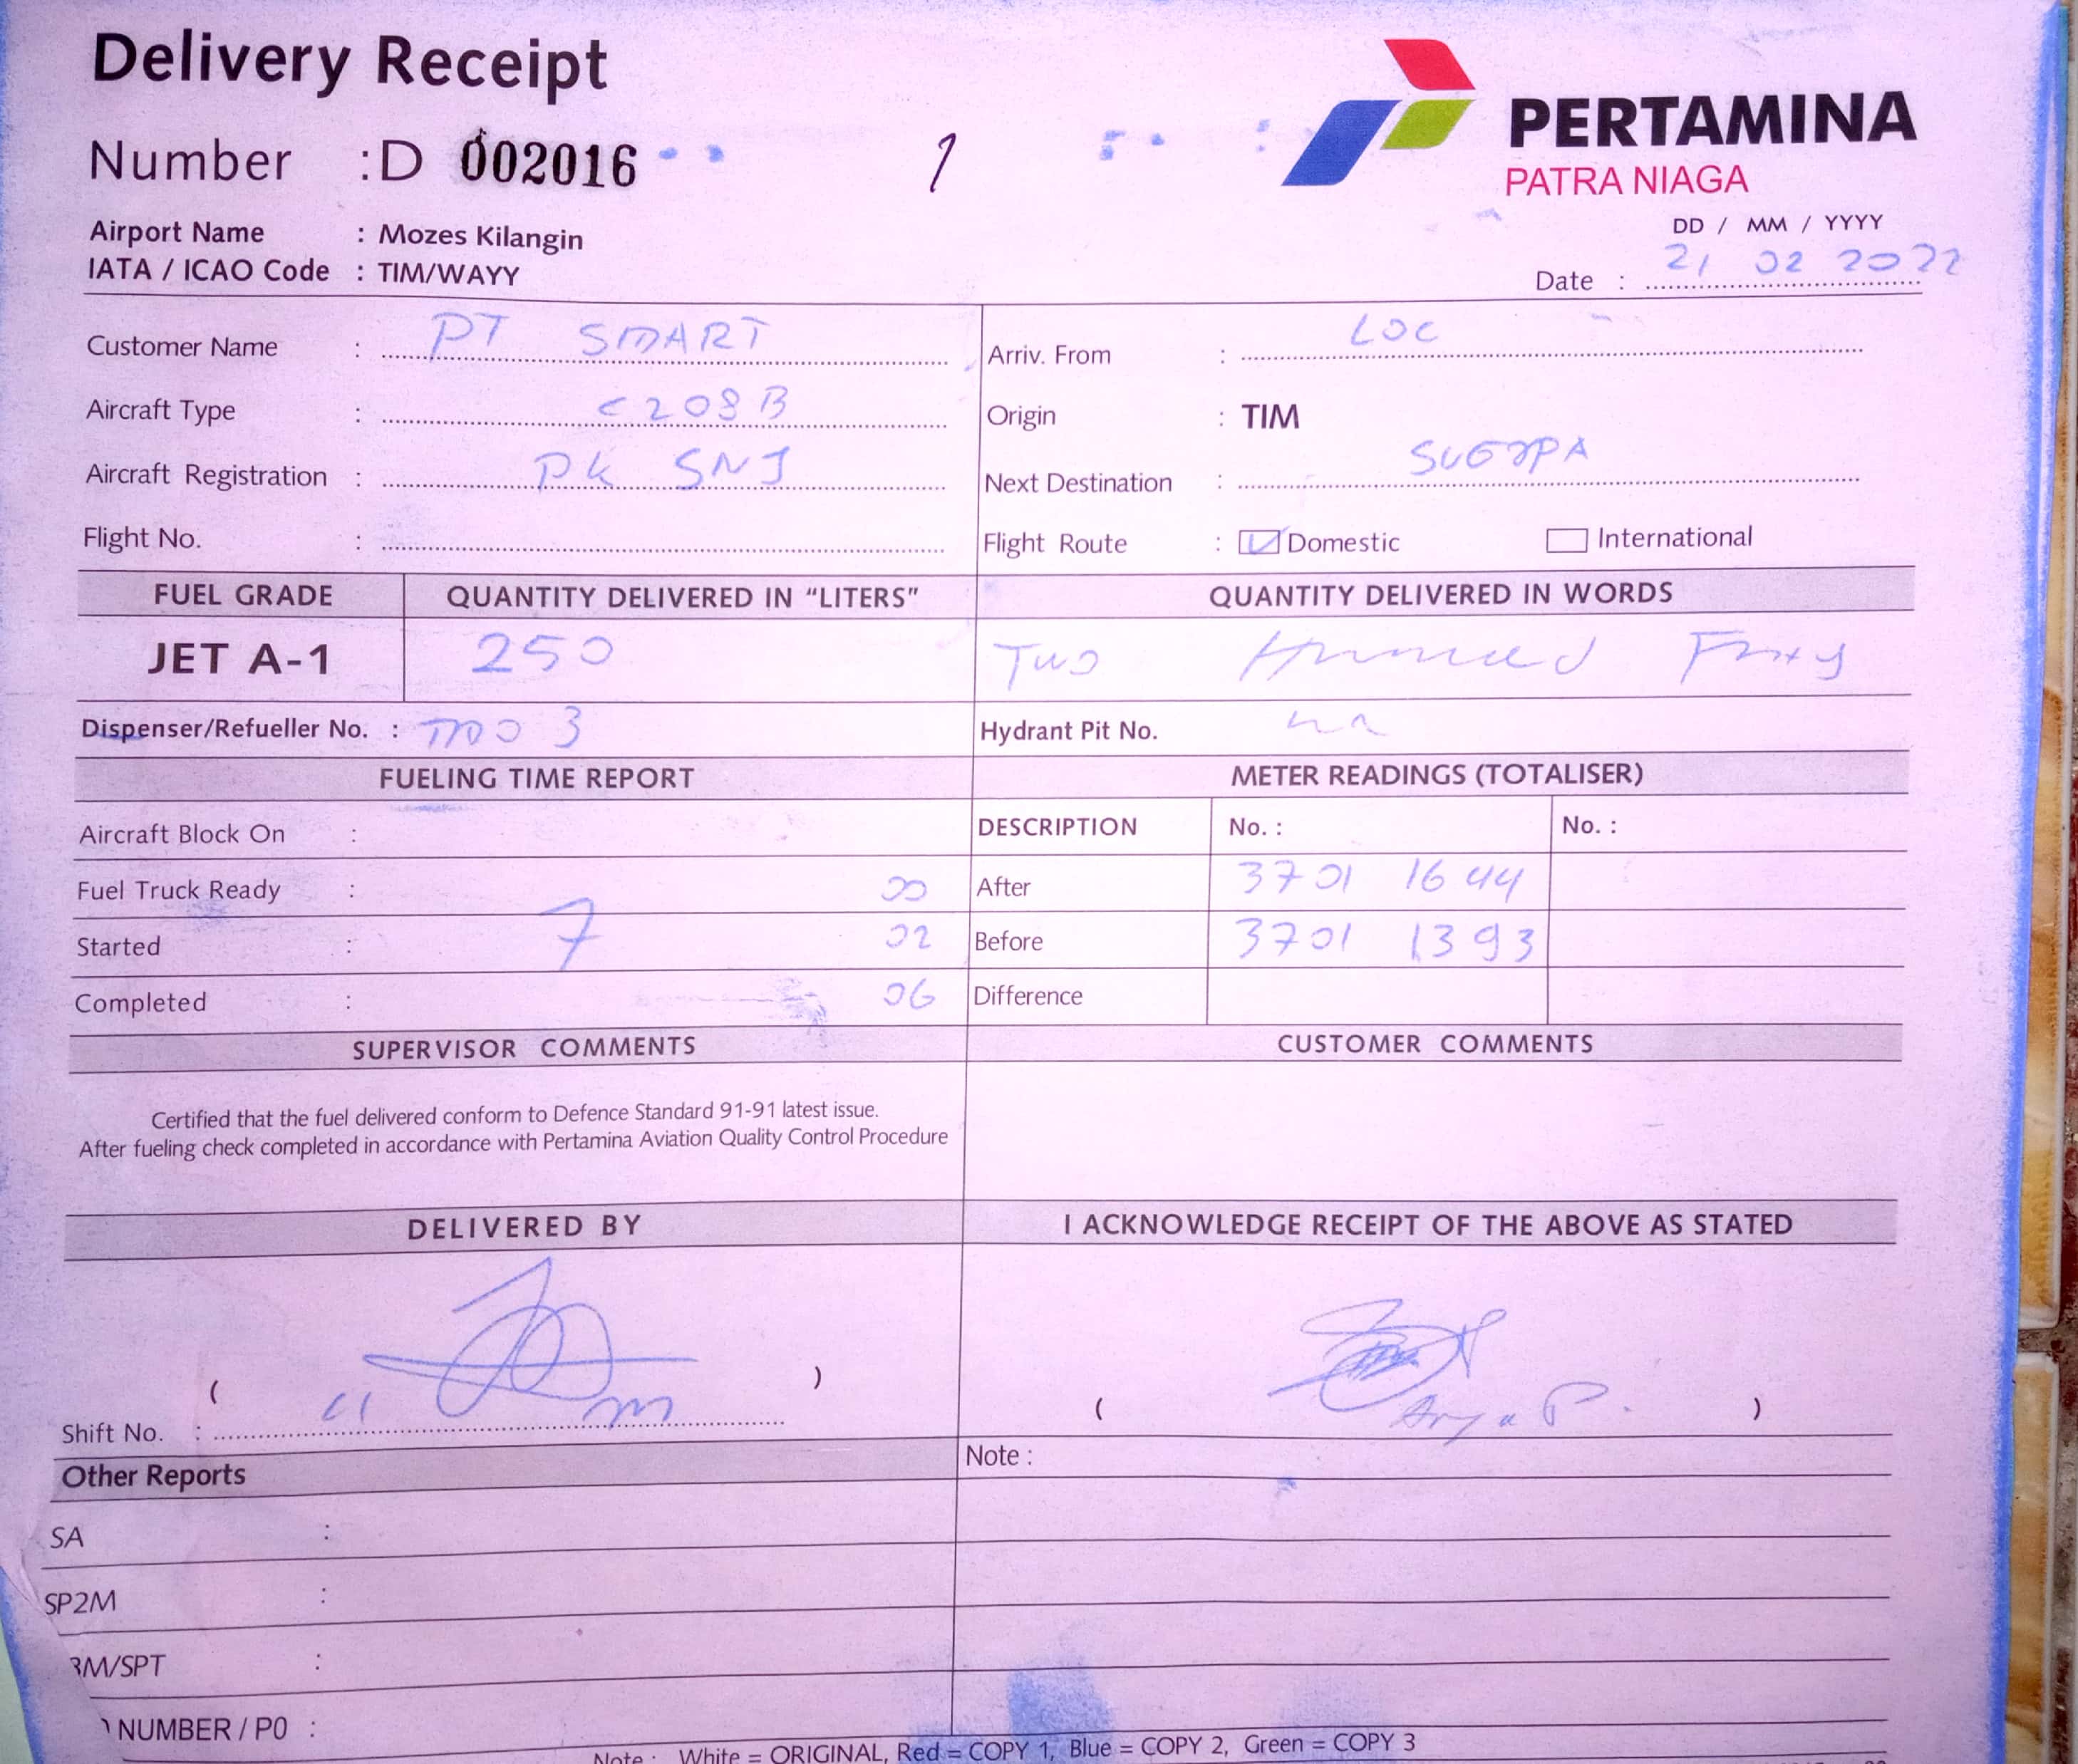 Delivery Receipt
Number : D 002016
1
PERTAMINA
PATRA NIAGA
Airport Name : Mozes Kilangin
IATA / ICAO Code : TIM/WAYY
DD / MM / YYYY
Date : 21 02 2022
Customer Name : PT SMART
Arriv. From : LOC
Aircraft Type : C208B
Origin : TIM
Aircraft Registration : PK SNJ
Next Destination :
Flight No. :
Flight Route : Domestic International
FUEL GRADE QUANTITY DELIVERED IN "LITERS" QUANTITY DELIVERED IN WORDS
JET A-1 250 Two Hundred Fifty
Dispenser/Refueller No. : 3
Hydrant Pit No.
FUELING TIME REPORT METER READINGS (TOTALISER)
Aircraft Block On :
DESCRIPTION No. : No. :
Fuel Truck Ready : 00
After 3701 1644
Started : 7 02
Before 3701 1393
Completed : 06
Difference
SUPERVISOR COMMENTS CUSTOMER COMMENTS
Certified that the fuel delivered conform to Defence Standard 91-91 latest issue.
After fueling check completed in accordance with Pertamina Aviation Quality Control Procedure
DELIVERED BY I ACKNOWLEDGE RECEIPT OF THE ABOVE AS STATED
( )
( Arya P. )
Shift No. :
Note :
Other Reports
SA :
SP2M :
3M/SPT :
NUMBER / PO :
Note : White = ORIGINAL, Red = COPY 1, Blue = COPY 2, Green = COPY 3